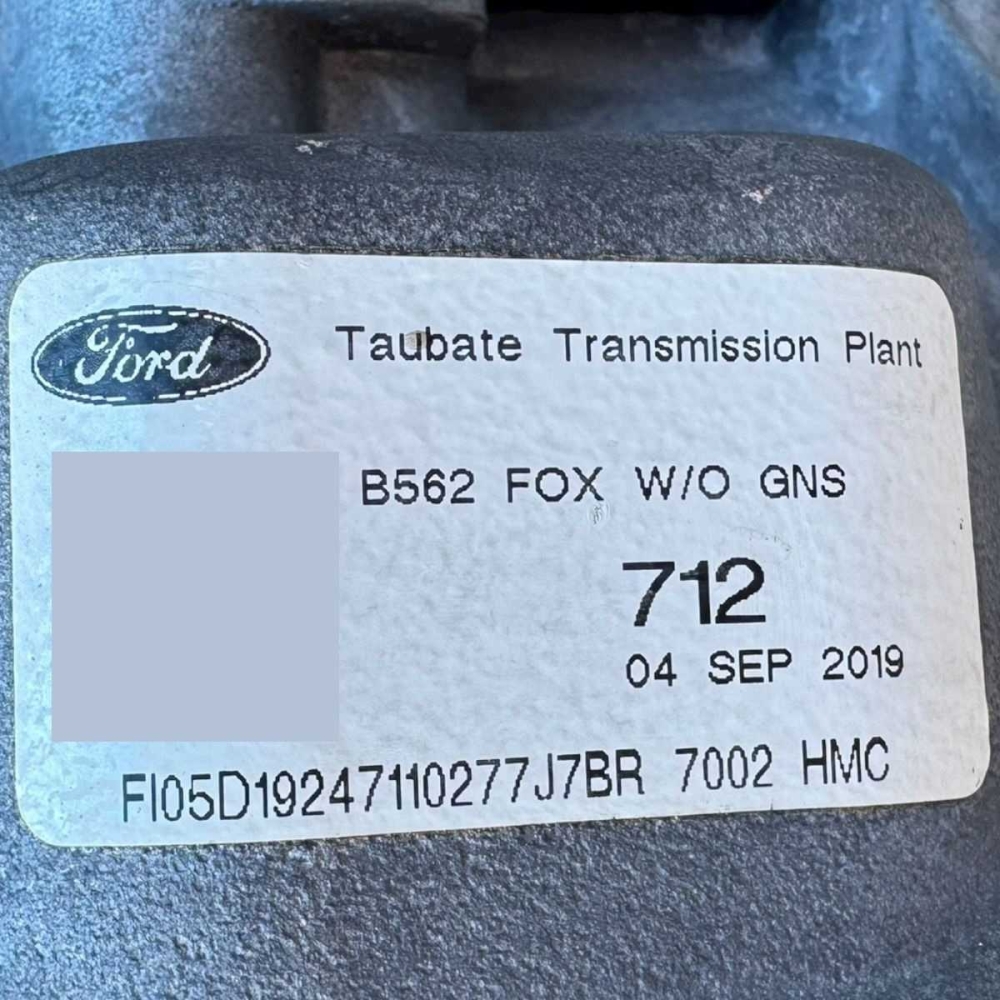 Ford
Taubate Transmission Plant
B562 FOX W/O GNS
712
04 SEP 2019
FI05D19247110277J7BR 7002 HMC